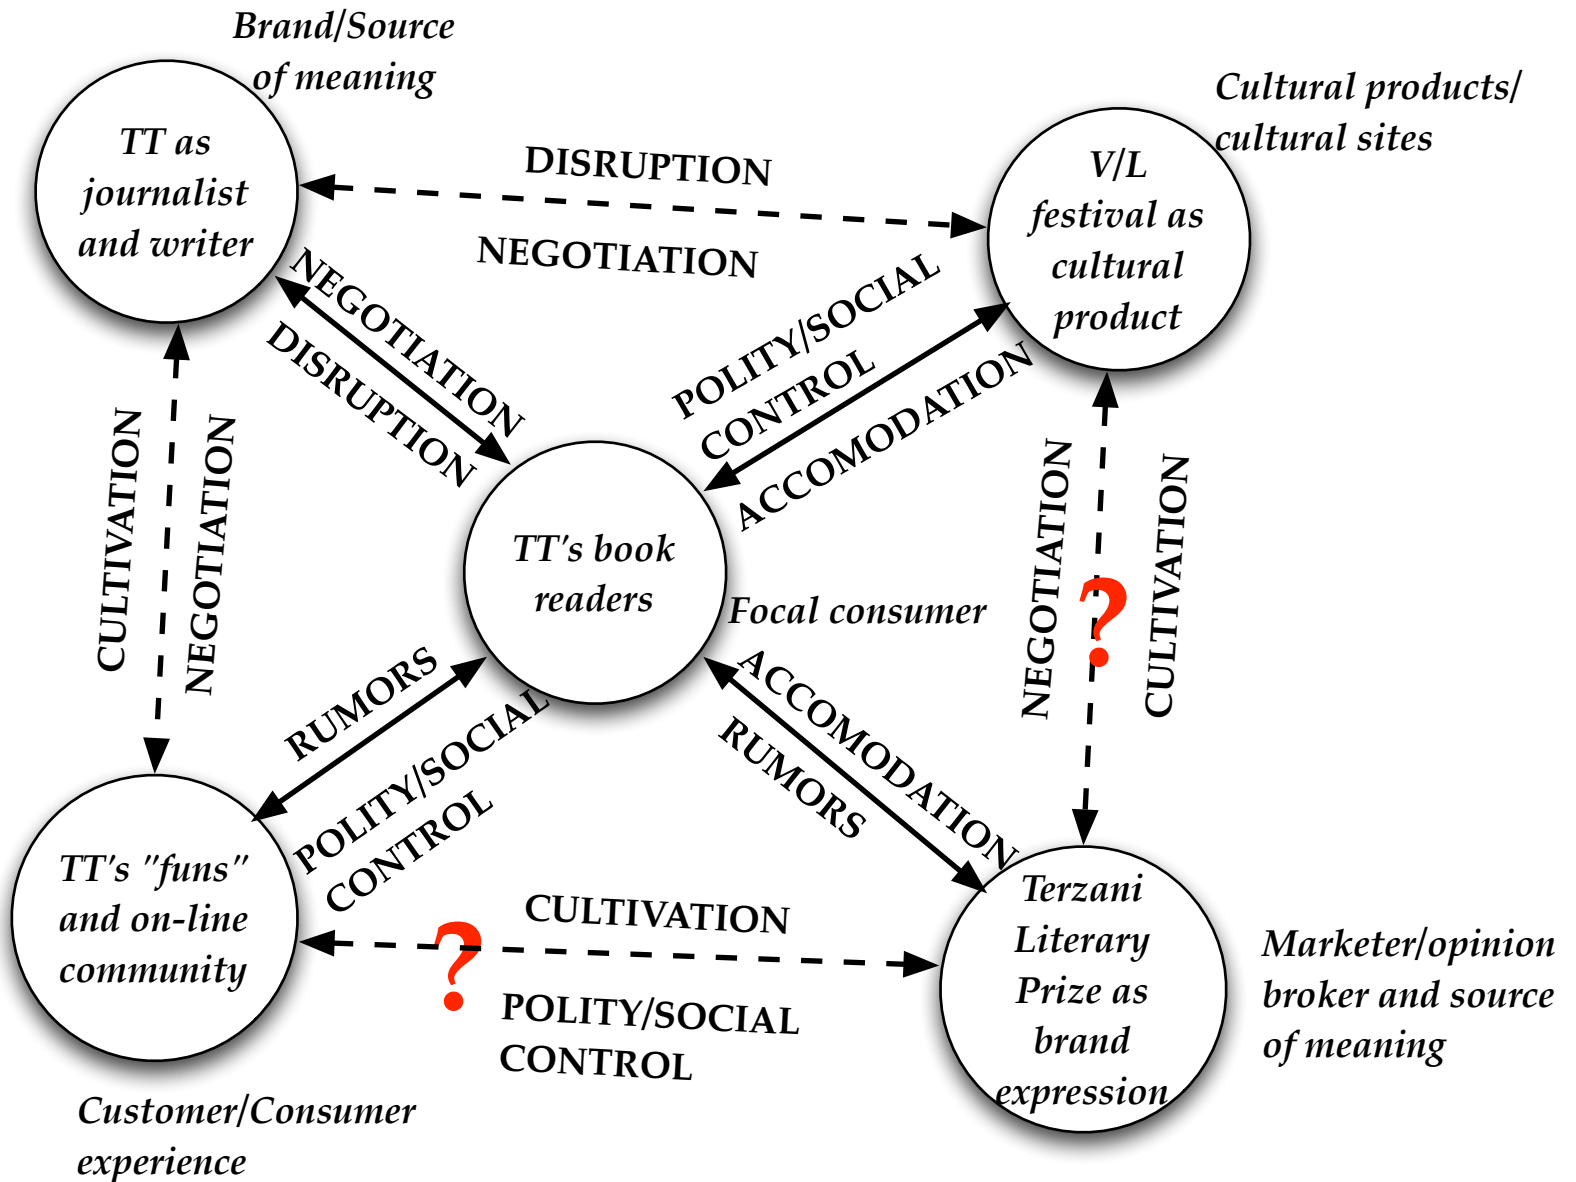 Brand/Source
of meaning
TT as
journalist
and writer
DISRUPTION
NEGOTIATION
Cultural products/
cultural sites
V/L
festival as
cultural
product
NEGOTIATION
DISRUPTION
POLITY/SOCIAL
CONTROL
ACCOMODATION
CULTIVATION
NEGOTIATION
TT's book
readers
Focal consumer
NEGOTIATION
?
CULTIVATION
RUMORS
POLITY/SOCIAL
CONTROL
ACCOMODATION
RUMORS
TT's "funs"
and on-line
community
Customer/Consumer
experience
CULTIVATION
?
POLITY/SOCIAL
CONTROL
Terzani
Literary
Prize as
brand
expression
Marketer/opinion
broker and source
of meaning